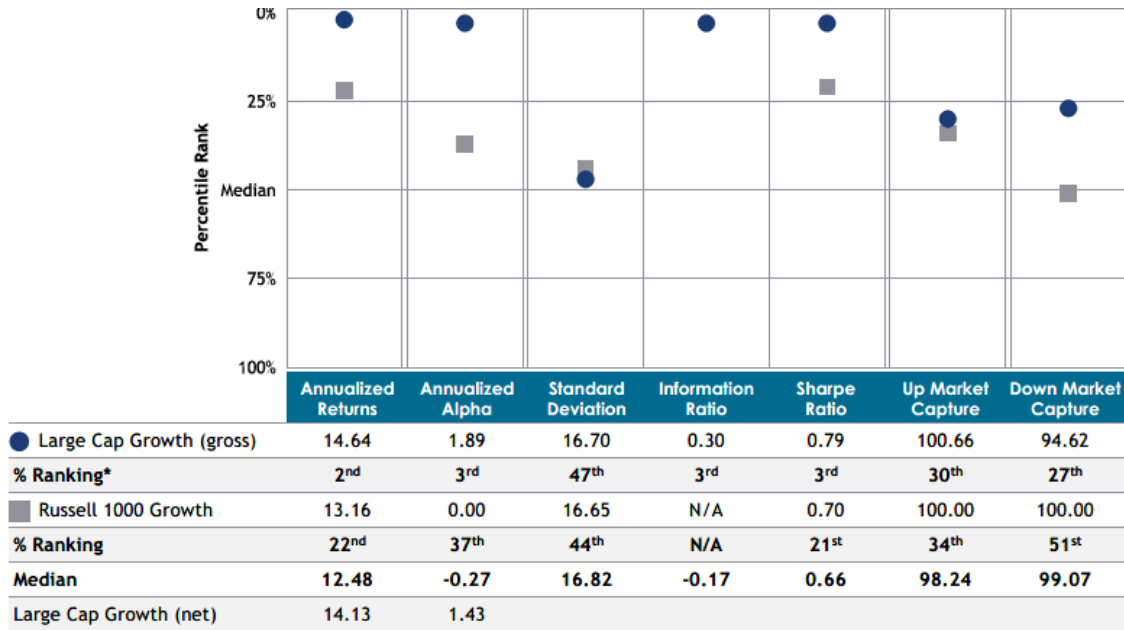 0%
25%
Median
75%
100%
Percentile Rank
Annualized Returns Annualized Alpha Standard Deviation Information Ratio Sharpe Ratio Up Market Capture Down Market Capture
Large Cap Growth (gross) 14.64 1.89 16.70 0.30 0.79 100.66 94.62
% Ranking* 2nd 3rd 47th 3rd 3rd 30th 27th
Russell 1000 Growth 13.16 0.00 16.65 N/A 0.70 100.00 100.00
% Ranking 22nd 37th 44th N/A 21st 34th 51st
Median 12.48 -0.27 16.82 -0.17 0.66 98.24 99.07
Large Cap Growth (net) 14.13 1.43